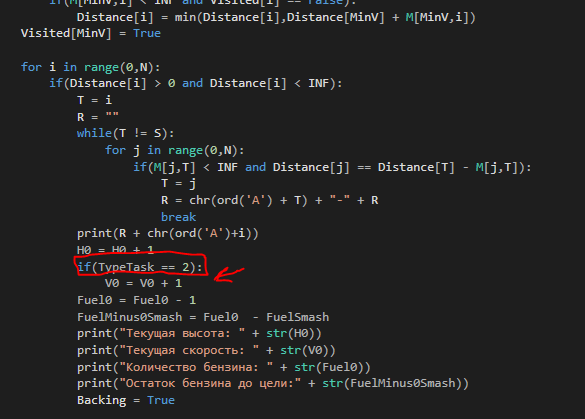 if(M[MinV,i] < INF and Visited[i] == False):
Distance[i] = min(Distance[i],Distance[MinV] + M[MinV,i])
Visited[MinV] = True
for i in range(0,N):
if(Distance[i] > 0 and Distance[i] < INF):
T = i
R = ""
while(T != S):
for j in range(0,N):
if(M[j,T] < INF and Distance[j] == Distance[T] - M[j,T]):
T = j
R = chr(ord('A') + T) + "-" + R
break
print(R + chr(ord('A')+i))
H0 = H0 + 1
if(TypeTask == 2):
V0 = V0 + 1
Fuel0 = Fuel0 - 1
FuelMinus0Smash = Fuel0  - FuelSmash
print("Текущая высота: " + str(H0))
print("Текущая скорость: " + str(V0))
print("Количество бензина: " + str(Fuel0))
print("Остаток бензина до цели:" + str(FuelMinus0Smash))
Backing = True